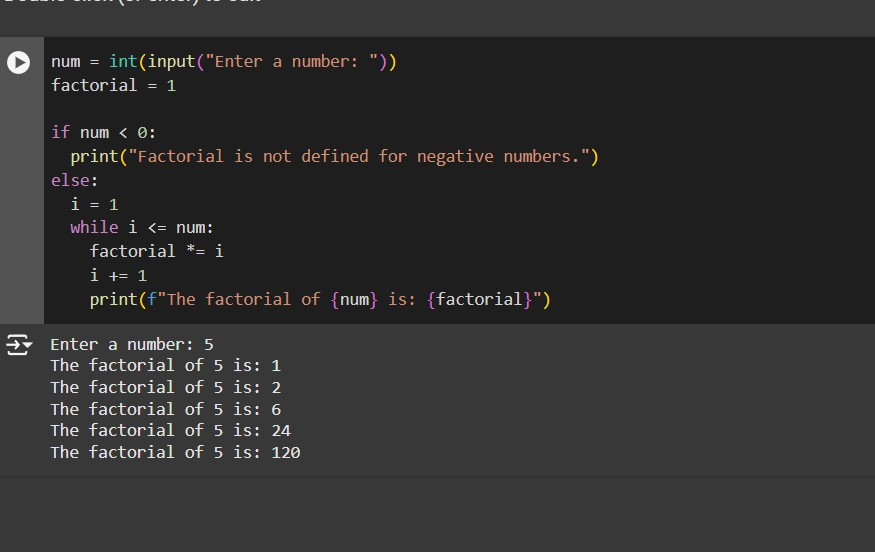 num = int(input("Enter a number: "))
factorial = 1

if num < 0:
  print("Factorial is not defined for negative numbers.")
else:
  i = 1
  while i <= num:
    factorial *= i
    i += 1
    print(f"The factorial of {num} is: {factorial}")
Enter a number: 5
The factorial of 5 is: 1
The factorial of 5 is: 2
The factorial of 5 is: 6
The factorial of 5 is: 24
The factorial of 5 is: 120